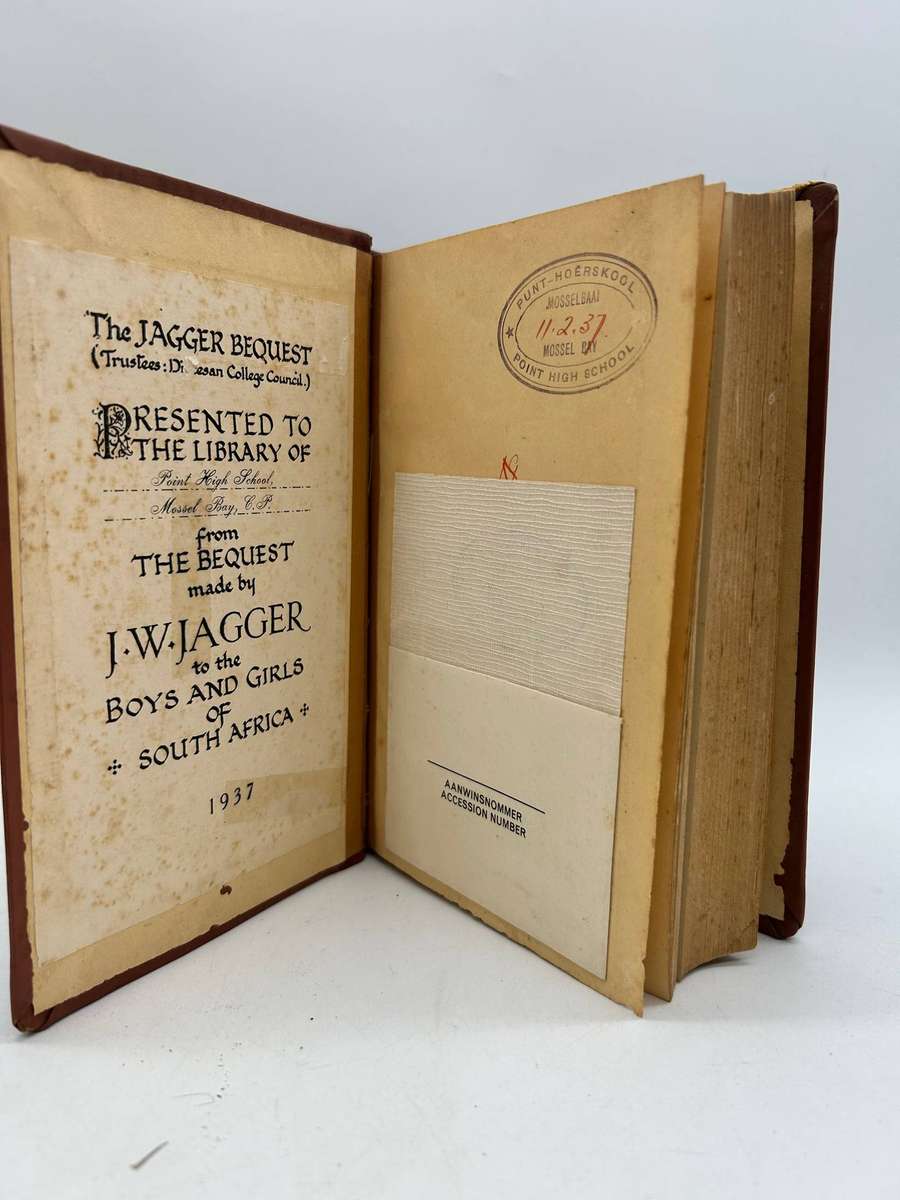 The JAGGER BEQUEST
(Trustees: Di esan College Council.)
PRESENTED TO
THE LIBRARY OF
Point High School,
Mossel Bay, C.P.
from
THE BEQUEST
made by
J·W·JAGGER
to the
BOYS AND GIRLS
OF
SOUTH AFRICA
1937
PUNT-HOËRSKOOL
MOSSELBAAI
11.2.37.
MOSSEL BAY
POINT HIGH SCHOOL
AANWINSNOMMER
ACCESSION NUMBER